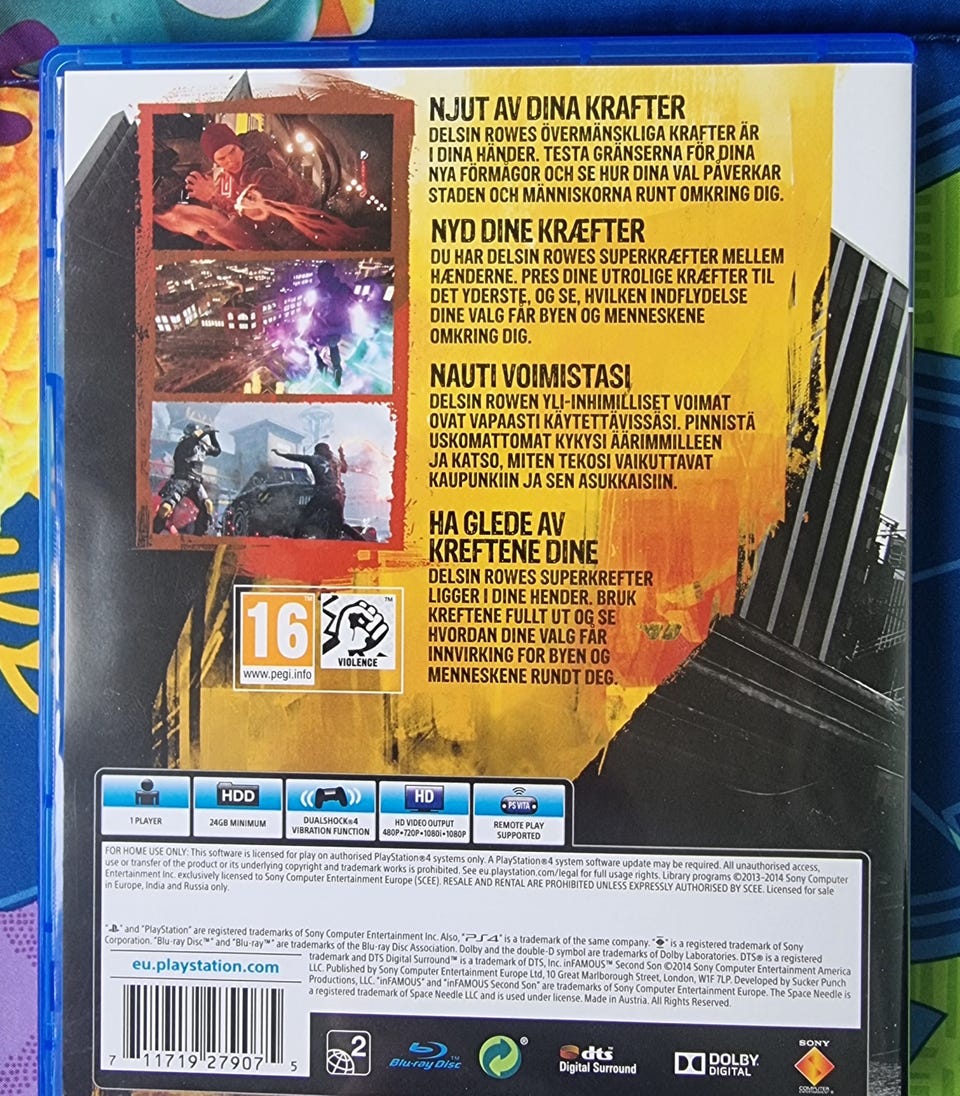 NJUT AV DINA KRAFTER
DELSIN ROWES ÖVERMÄNSKLIGA KRAFTER ÄR
I DINA HÄNDER. TESTA GRÄNSERNA FÖR DINA
NYA FÖRMÅGOR OCH SE HUR DINA VAL PÅVERKAR
STADEN OCH MÄNNISKORNA RUNT OMKRING DIG.
NYD DINE KRÆFTER
DU HAR DELSIN ROWES SUPERKRÆFTER MELLEM
HÆNDERNE. PRES DINE UTROLIGE KRÆFTER TIL
DET YDERSTE, OG SE, HVILKEN INDFLYDELSE
DINE VALG FÅR BYEN OG MENNESKENE
OMKRING DIG.
NAUTI VOIMISTASI
DELSIN ROWEN YLI-INHIMILLISET VOIMAT
OVAT VAPAASTI KÄYTETTÄVISSÄSI. PINNISTÄ
USKOMATTOMAT KYKYSI ÄÄRIMMILLEEN
JA KATSO, MITEN TEKOSI VAIKUTTAVAT
KAUPUNKIIN JA SEN ASUKKAISIIN.
HA GLEDE AV
KREFTENE DINE
DELSIN ROWES SUPERKREFTER
LIGGER I DINE HENDER. BRUK
KREFTENE FULLT UT OG SE
HVORDAN DINE VALG FÅR
INNVIRKING FOR BYEN OG
MENNESKENE RUNDT DEG.
16 ™
www.pegi.info
™
VIOLENCE
1 PLAYER
HDD
24GB MINIMUM
DUALSHOCK®4
VIBRATION FUNCTION
HD
HD VIDEO OUTPUT
480P•720P•1080i•1080P
PS VITA
REMOTE PLAY
SUPPORTED
FOR HOME USE ONLY: This software is licensed for play on authorised PlayStation®4 systems only. A PlayStation®4 system software update may be required. All unauthorised access,
use or transfer of the product or its underlying copyright and trademark works is prohibited. See eu.playstation.com/legal for full usage rights. Library programs ©2013–2014 Sony Computer
Entertainment Inc. exclusively licensed to Sony Computer Entertainment Europe (SCEE). RESALE AND RENTAL ARE PROHIBITED UNLESS EXPRESSLY AUTHORISED BY SCEE. Licensed for sale
in Europe, India and Russia only.
" " and "PlayStation" are registered trademarks of Sony Computer Entertainment Inc. Also, "PS4" is a trademark of the same company. " " is a registered trademark of Sony
Corporation. "Blu-ray Disc™" and "Blu-ray™" are trademarks of the Blu-ray Disc Association. Dolby and the double-D symbol are trademarks of Dolby Laboratories. DTS® is a registered
trademark and DTS Digital Surround™ is a trademark of DTS, Inc. inFAMOUS™ Second Son ©2014 Sony Computer Entertainment America
LLC. Published by Sony Computer Entertainment Europe Ltd, 10 Great Marlborough Street, London, W1F 7LP. Developed by Sucker Punch
Productions, LLC. "inFAMOUS" and "inFAMOUS Second Son" are trademarks of Sony Computer Entertainment Europe. The Space Needle is
a registered trademark of Space Needle LLC and is used under license. Made in Austria. All Rights Reserved.
eu.playstation.com
7 11719 27907 5
2
Blu-ray Disc™
®
dts
Digital Surround
DOLBY
DIGITAL
SONY
COMPUTER
ENTERTAINMENT®